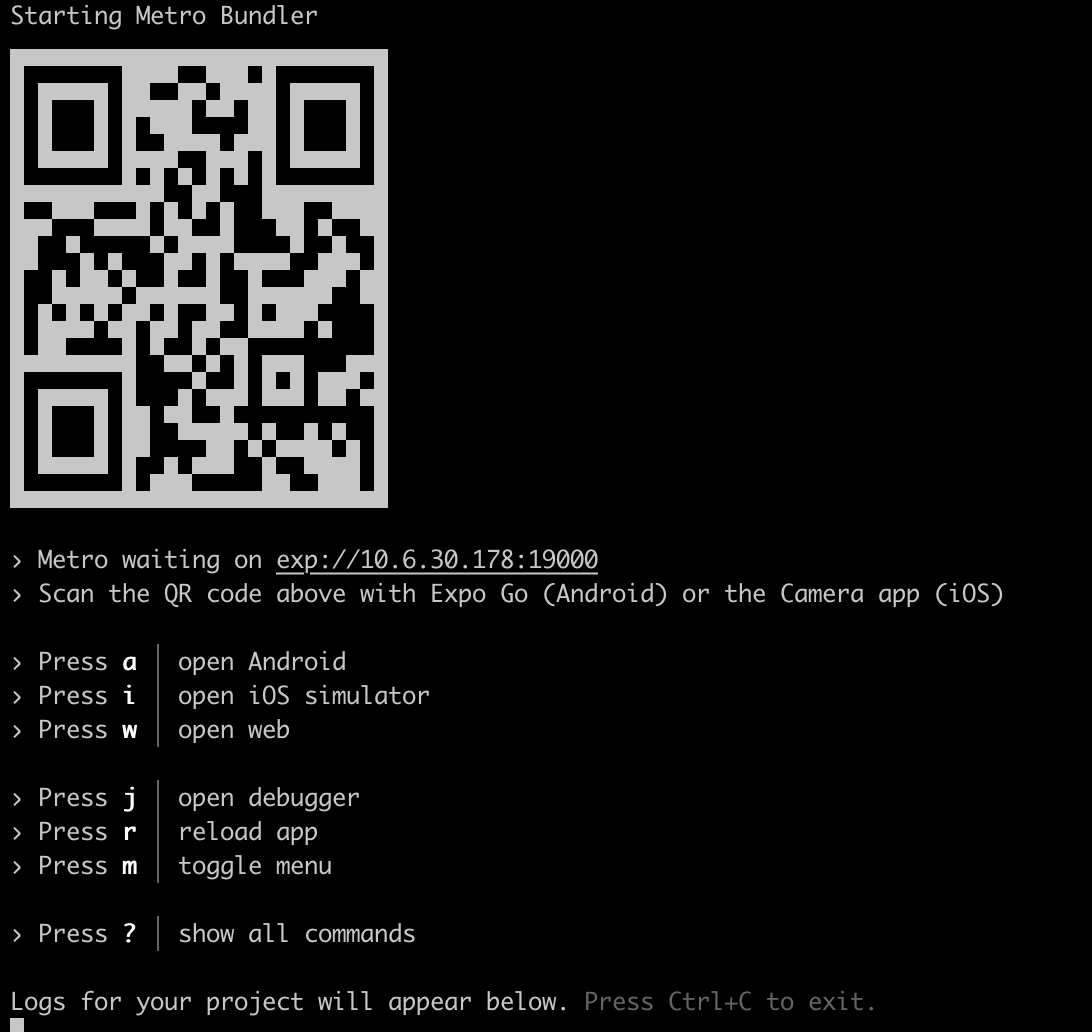 Starting Metro Bundler
› Metro waiting on exp://10.6.30.178:19000
› Scan the QR code above with Expo Go (Android) or the Camera app (iOS)
› Press a │ open Android
› Press i │ open iOS simulator
› Press w │ open web
› Press j │ open debugger
› Press r │ reload app
› Press m │ toggle menu
› Press ? │ show all commands
Logs for your project will appear below. Press Ctrl+C to exit.